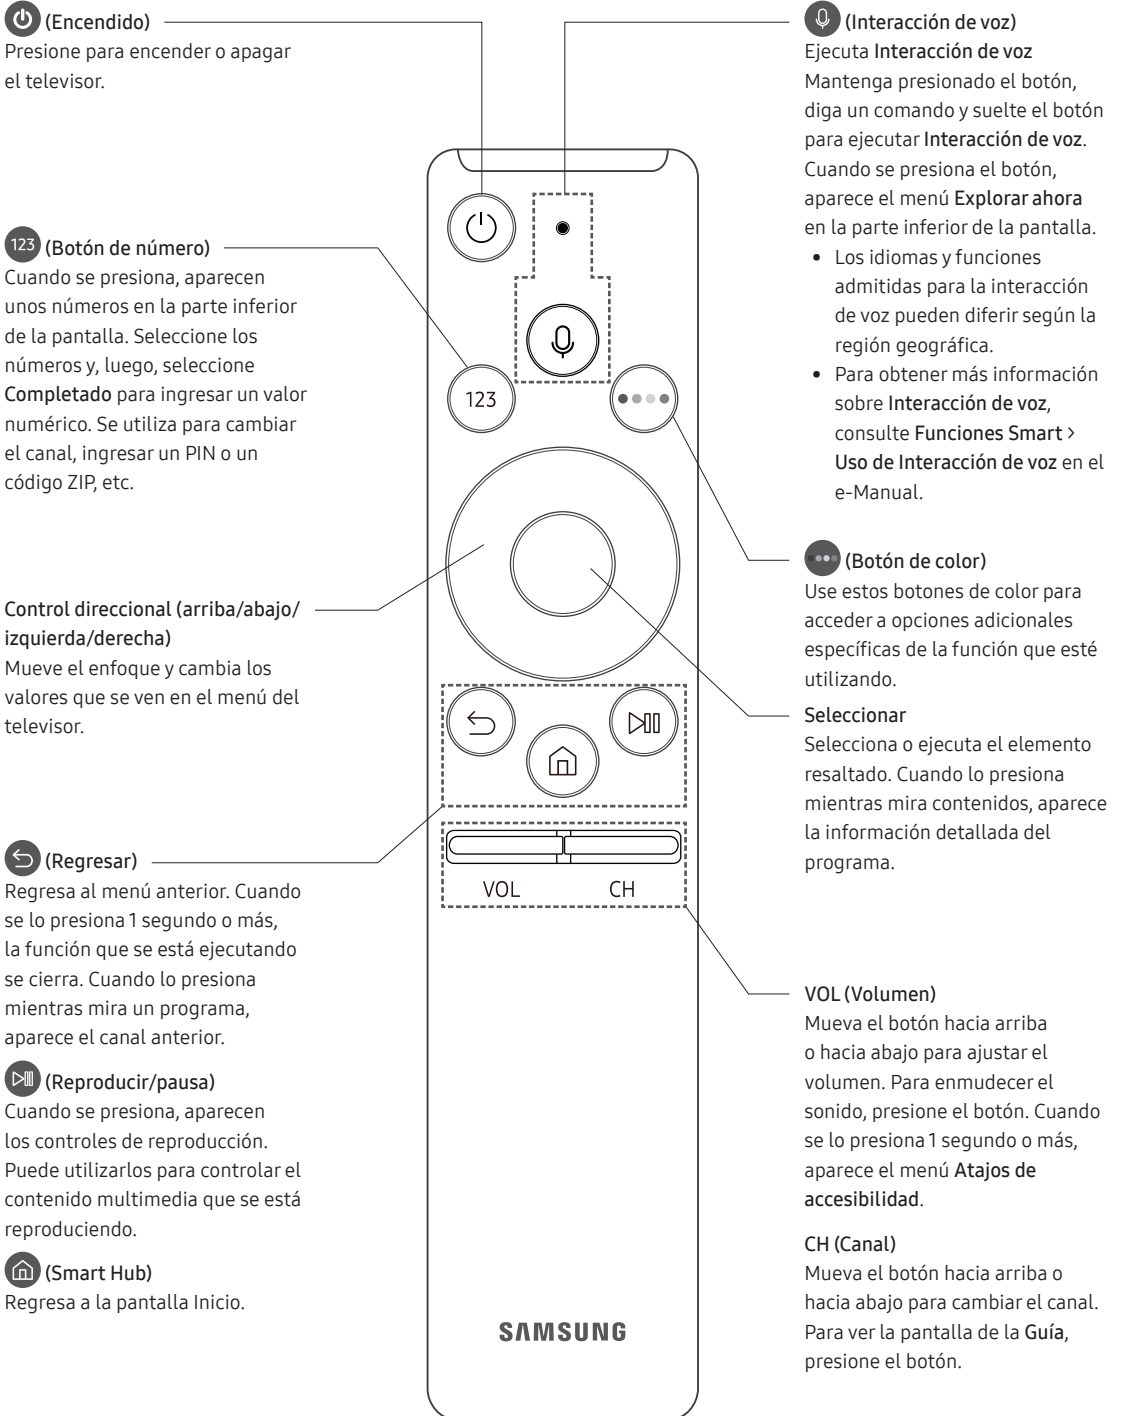 (Encendido)
Presione para encender o apagar
el televisor.
123 (Botón de número)
Cuando se presiona, aparecen
unos números en la parte inferior
de la pantalla. Seleccione los
números y, luego, seleccione
Completado para ingresar un valor
numérico. Se utiliza para cambiar
el canal, ingresar un PIN o un
código ZIP, etc.
Control direccional (arriba/abajo/
izquierda/derecha)
Mueve el enfoque y cambia los
valores que se ven en el menú del
televisor.
(Regresar)
Regresa al menú anterior. Cuando
se lo presiona 1 segundo o más,
la función que se está ejecutando
se cierra. Cuando lo presiona
mientras mira un programa,
aparece el canal anterior.
(Reproducir/pausa)
Cuando se presiona, aparecen
los controles de reproducción.
Puede utilizarlos para controlar el
contenido multimedia que se está
reproduciendo.
(Smart Hub)
Regresa a la pantalla Inicio.
123
VOL CH
SAMSUNG
(Interacción de voz)
Ejecuta Interacción de voz
Mantenga presionado el botón,
diga un comando y suelte el botón
para ejecutar Interacción de voz.
Cuando se presiona el botón,
aparece el menú Explorar ahora
en la parte inferior de la pantalla.
• Los idiomas y funciones
admitidas para la interacción
de voz pueden diferir según la
región geográfica.
• Para obtener más información
sobre Interacción de voz,
consulte Funciones Smart >
Uso de Interacción de voz en el
e-Manual.
(Botón de color)
Use estos botones de color para
acceder a opciones adicionales
específicas de la función que esté
utilizando.
Seleccionar
Selecciona o ejecuta el elemento
resaltado. Cuando lo presiona
mientras mira contenidos, aparece
la información detallada del
programa.
VOL (Volumen)
Mueva el botón hacia arriba
o hacia abajo para ajustar el
volumen. Para enmudecer el
sonido, presione el botón. Cuando
se lo presiona 1 segundo o más,
aparece el menú Atajos de
accesibilidad.
CH (Canal)
Mueva el botón hacia arriba o
hacia abajo para cambiar el canal.
Para ver la pantalla de la Guía,
presione el botón.